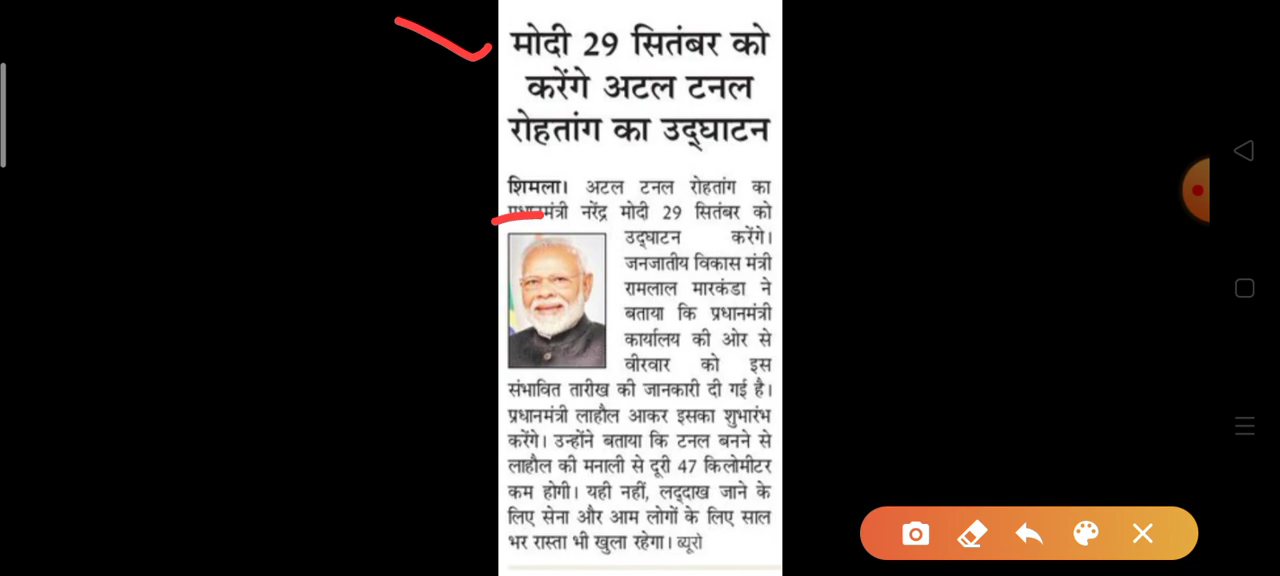 मोदी 29 सितंबर को
करेंगे अटल टनल
रोहतांग का उद्घाटन
शिमला। अटल टनल रोहतांग का
प्रधानमंत्री नरेंद्र मोदी 29 सितंबर को
उद्घाटन करेंगे।
जनजातीय विकास मंत्री
रामलाल मारकंडा ने
बताया कि प्रधानमंत्री
कार्यालय की ओर से
वीरवार को इस
संभावित तारीख की जानकारी दी गई है।
प्रधानमंत्री लाहौल आकर इसका शुभारंभ
करेंगे। उन्होंने बताया कि टनल बनने से
लाहौल की मनाली से दूरी 47 किलोमीटर
कम होगी। यही नहीं, लद्दाख जाने के
लिए सेना और आम लोगों के लिए साल
भर रास्ता भी खुला रहेगा। ब्यूरो